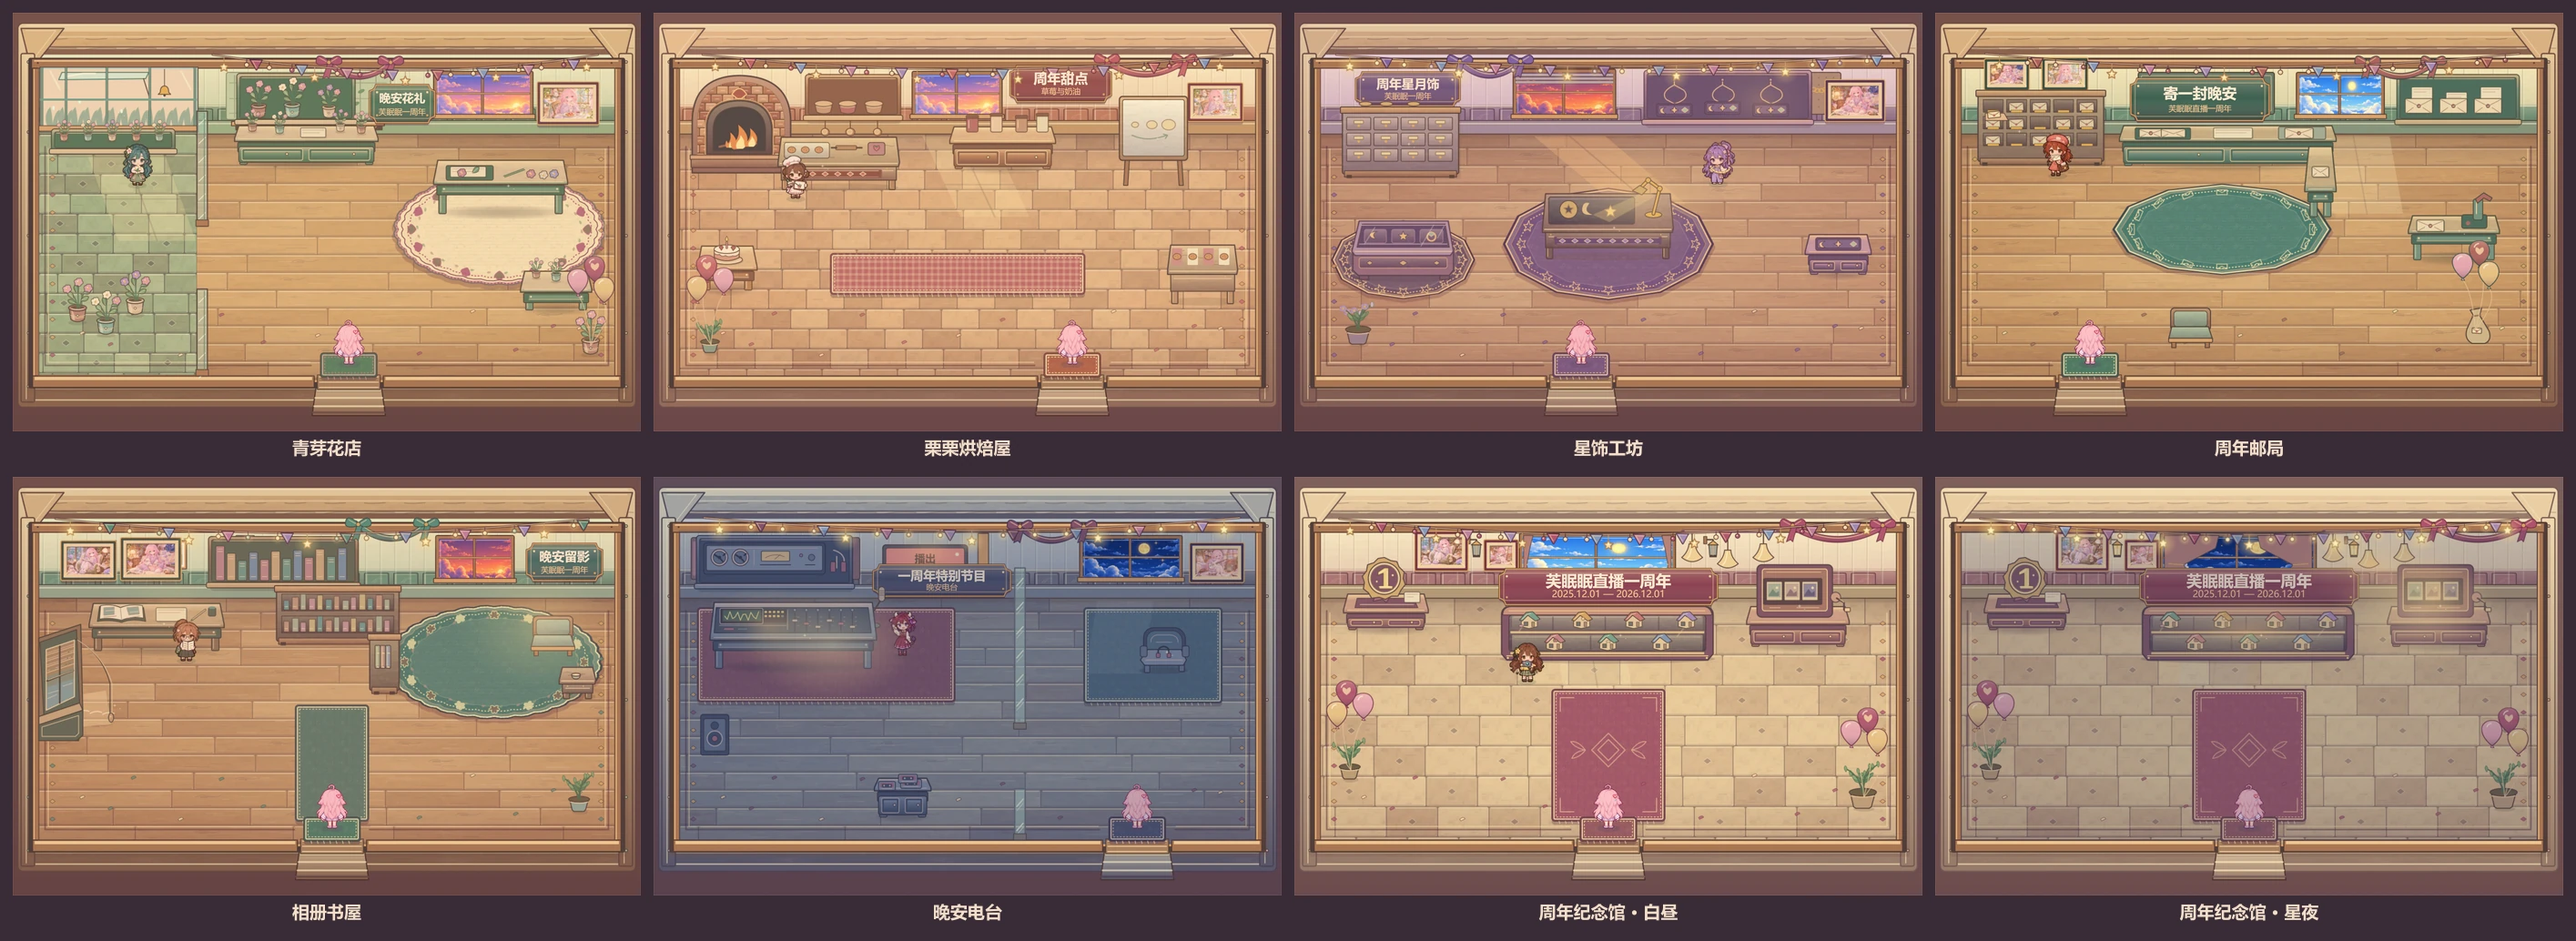 晚安花礼
芙眠眠一周年
青芽花店
周年甜点
草莓与奶油
栗栗烘焙屋
周年星月饰
芙眠眠一周年
星饰工坊
寄一封晚安
芙眠眠直播一周年
周年邮局
晚安留影
芙眠眠一周年
相册书屋
播出
一周年特别节目
晚安电台
晚安电台
1
芙眠眠直播一周年
2025.12.01 — 2026.12.01
周年纪念馆・白昼
1
芙眠眠直播一周年
2025.12.01 — 2026.12.01
周年纪念馆・星夜